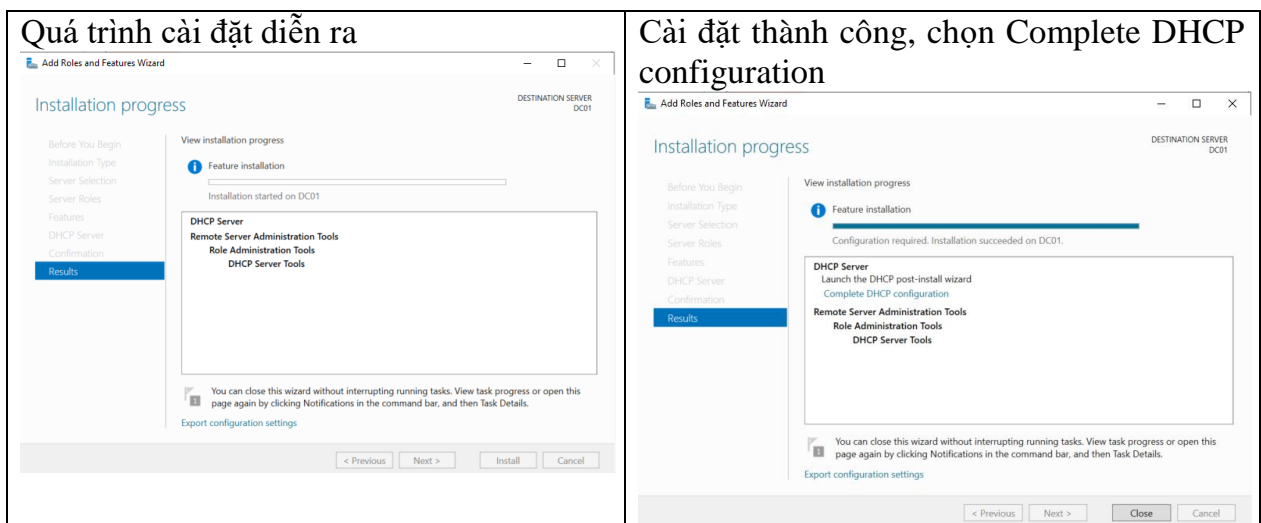 Quá trình cài đặt diễn ra
Add Roles and Features Wizard
Installation progress
DESTINATION SERVER
DC01
Before You Begin
Installation Type
Server Selection
Server Roles
Features
DHCP Server
Confirmation
Results
View installation progress
Feature installation
Installation started on DC01
DHCP Server
Remote Server Administration Tools
Role Administration Tools
DHCP Server Tools
1
You can close this wizard without interrupting running tasks. View task progress or open this
page again by clicking Notifications in the command bar, and then Task Details.
Export configuration settings
< Previous
Next >
Install
Cancel
Cài đặt thành công, chọn Complete DHCP
configuration
Add Roles and Features Wizard
Installation progress
DESTINATION SERVER
DC01
Before You Begin
Installation Type
Server Selection
Server Roles
Features
DHCP Server
Confirmation
Results
View installation progress
Feature installation
Configuration required. Installation succeeded on DC01.
DHCP Server
Launch the DHCP post-install wizard
Complete DHCP configuration
Remote Server Administration Tools
Role Administration Tools
DHCP Server Tools
1
You can close this wizard without interrupting running tasks. View task progress or open this
page again by clicking Notifications in the command bar, and then Task Details.
Export configuration settings
< Previous
Next >
Close
Cancel